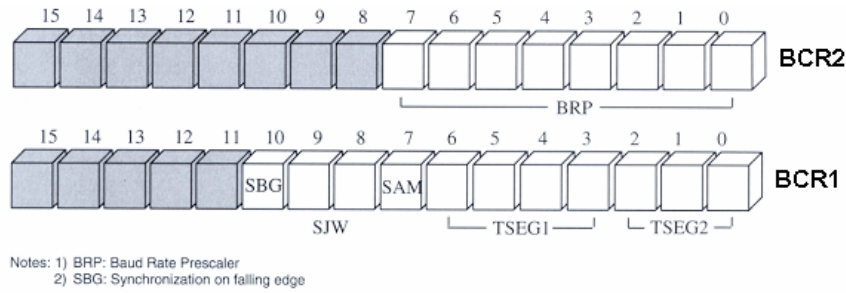 15 14 13 12 11 10 9 8 7 6 5 4 3 2 1 0
BCR2
BRP
15 14 13 12 11 10 9 8 7 6 5 4 3 2 1 0
SBG SAM BCR1
SJW TSEG1 TSEG2
Notes: 1) BRP: Baud Rate Prescaler
2) SBG: Synchronization on falling edge